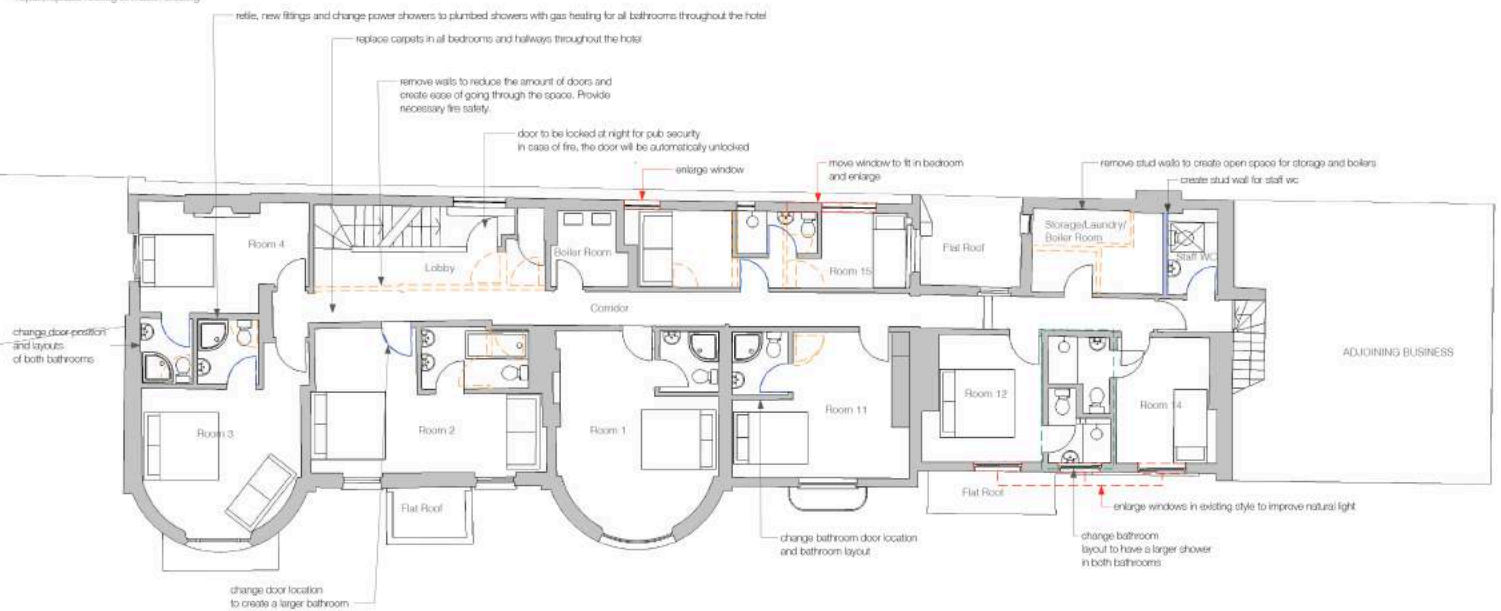 retile, new fittings and change power showers to plumbed showers with gas heating for all bathrooms throughout the hotel
replace carpets in all bedrooms and hallways throughout the hotel
remove walls to reduce the amount of doors and
create ease of going through the space. Provide
necessary fire safety.
door to be locked at night for pub security
in case of fire, the door will be automatically unlocked
enlarge window
move window to fit in bedroom
and enlarge
remove stud walls to create open space for storage and boilers
create stud wall for staff wc
Room 4
Lobby
Boiler Room
Room 15
Flat Roof
Storage/Laundry/
Boiler Room
Staff WC
Corridor
change door position
and layouts
of both bathrooms
ADJOINING BUSINESS
Room 3
Room 2
Room 1
Room 11
Room 12
Room 14
Flat Roof
Flat Roof
enlarge windows in existing style to improve natural light
change bathroom door location
and bathroom layout
change bathroom
layout to have a larger shower
in both bathrooms
change door location
to create a larger bathroom